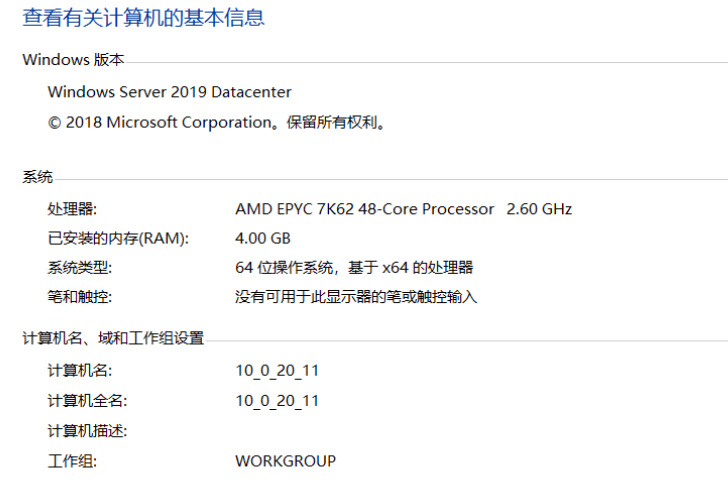 查看有关计算机的基本信息
Windows 版本
Windows Server 2019 Datacenter
© 2018 Microsoft Corporation。保留所有权利。
系统
处理器: AMD EPYC 7K62 48-Core Processor 2.60 GHz
已安装的内存(RAM): 4.00 GB
系统类型: 64 位操作系统，基于 x64 的处理器
笔和触控: 没有可用于此显示器的笔或触控输入
计算机名、域和工作组设置
计算机名: 10_0_20_11
计算机全名: 10_0_20_11
计算机描述:
工作组: WORKGROUP